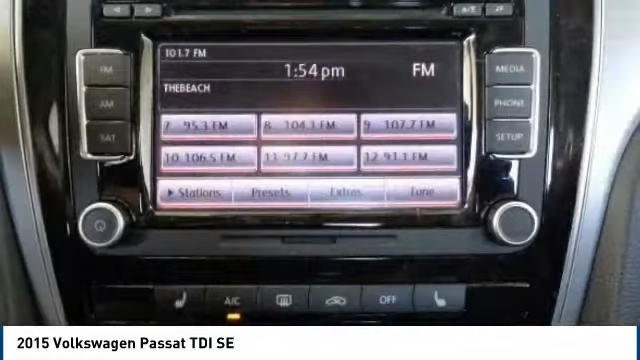 101.7 FM
1:54 pm FM
THEBEACH
FM
AM
SAT
MEDIA
PHONE
SETUP
7 95.3 FM 8 104.3 FM 9 107.7 FM
10 106.5 FM 11 97.7 FM 12 91.1 FM
Stations Presets Extras Tune
A/C OFF
2015 Volkswagen Passat TDI SE